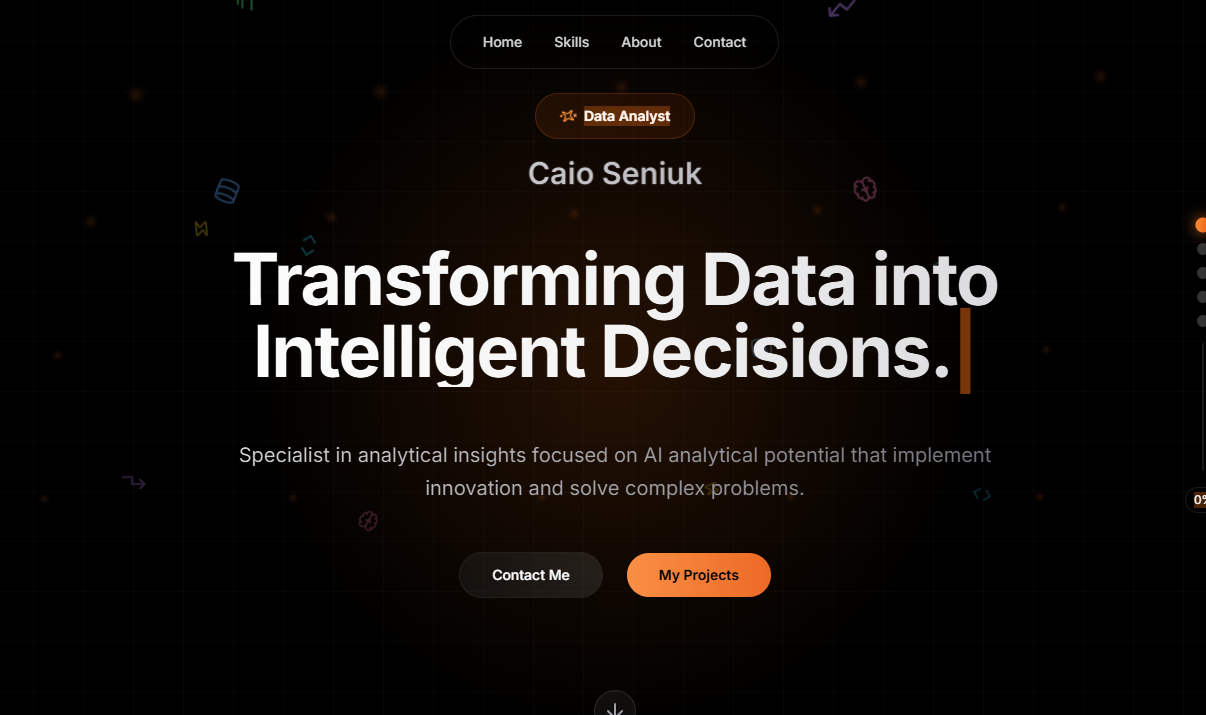 Home Skills About Contact
Data Analyst
Caio Seniuk
Transforming Data into
Intelligent Decisions.
Specialist in analytical insights focused on AI analytical potential that implement
innovation and solve complex problems.
Contact Me My Projects